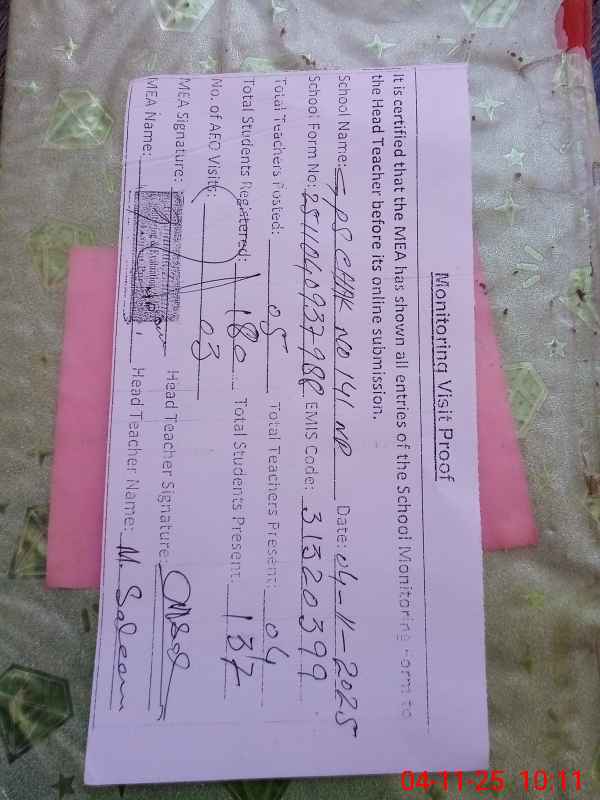 Monitoring Visit Proof
It is certified that the MEA has shown all entries of the School Monitoring Form to
the Head Teacher before its online submission.
School Name: GPS CHAK NO 141 NP Date: 04-11-2025
School Form No: EMIS Code: 31320399
Total Teachers Posted: 05 Total Teachers Present: 04
Total Students Registered: 180 Total Students Present: 137
No. of AEO Visits: 03
MEA Signature: Head Teacher Signature:
MEA Name: Head Teacher Name: M. Saleem
04-11-25 10:11